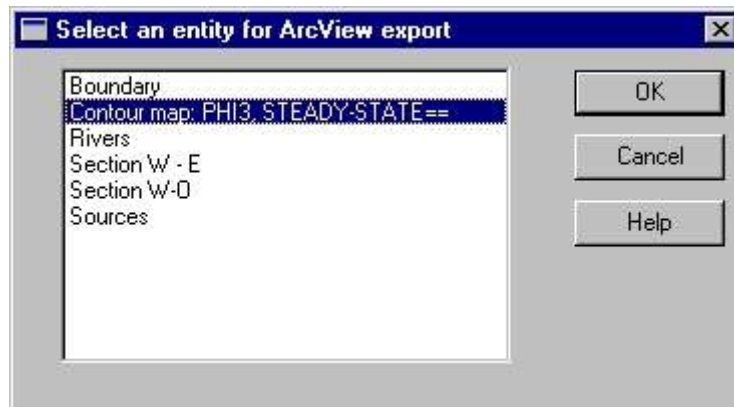 Select an entity for ArcView export
Boundary
Contour map: PHI3, STEADY-STATE==
Rivers
Section W - E
Section W-O
Sources
OK
Cancel
Help